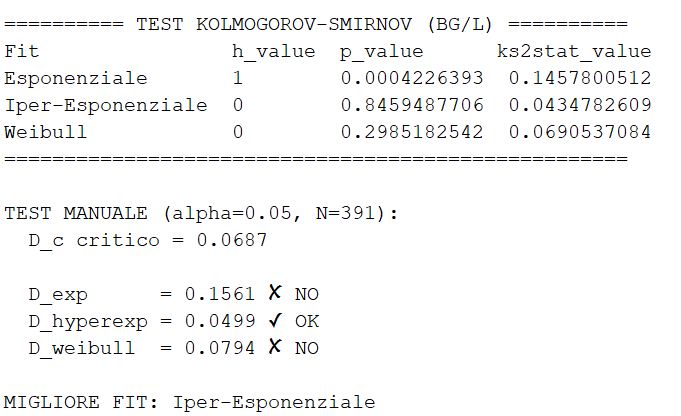 ========== TEST KOLMOGOROV-SMIRNOV (BG/L) ==========
Fit                h_value  p_value      ks2stat_value
Esponenziale       1        0.0004226393  0.1457800512
Iper-Esponenziale  0        0.8459487706  0.0434782609
Weibull            0        0.2985182542  0.0690537084
====================================================
TEST MANUALE (alpha=0.05, N=391):
  D_c critico = 0.0687
  D_exp      = 0.1561 ✗ NO
  D_hyperexp = 0.0499 ✓ OK
  D_weibull  = 0.0794 ✗ NO
MIGLIORE FIT: Iper-Esponenziale